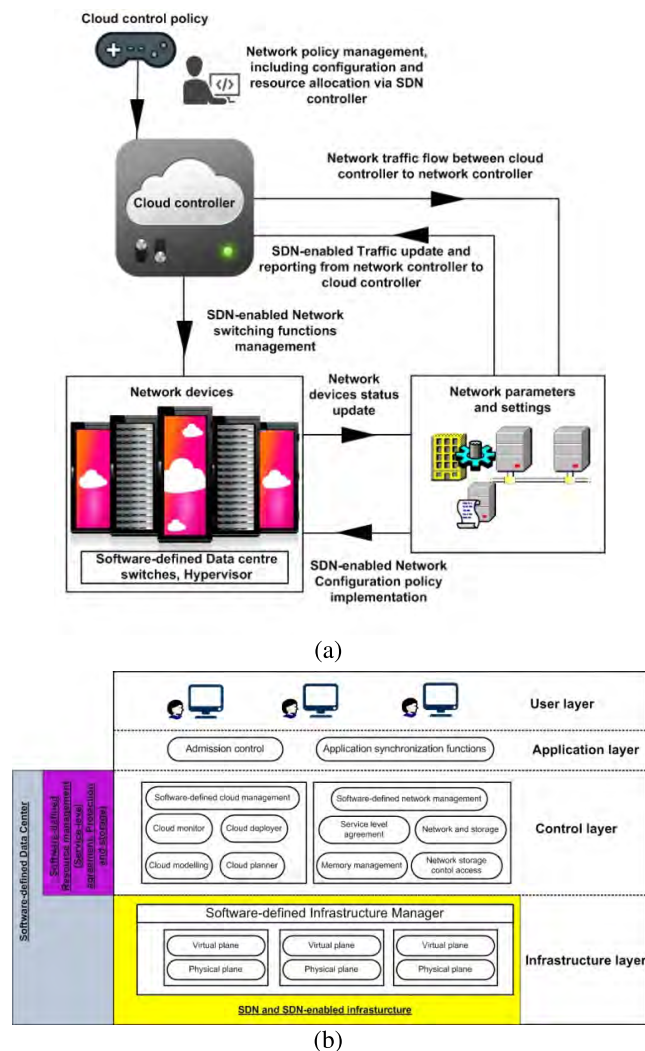 Cloud control policy
Network policy management,
including configuration and
resource allocation via SDN
controller
Network traffic flow between cloud
controller to network controller
Cloud controller
SDN-enabled Traffic update and
reporting from network controller to
cloud controller
SDN-enabled Network
switching functions
management
Network devices
Network
devices status
update
Network parameters
and settings
Software-defined Data centre
switches, Hypervisor
SDN-enabled Network
Configuration policy
implementation
(a)
User layer
Admission control
Application synchronization functions
Application layer
Software-defined Data Center
Software-defined
Resource management
(Service-level
agreement, Protection
and storage)
Software-defined cloud management
Cloud monitor
Cloud deployer
Cloud modelling
Cloud planner
Software-defined network management
Service level
agreement
Network and storage
Memory management
Network storage
contol access
Control layer
Software-defined Infrastructure Manager
Virtual plane
Virtual plane
Virtual plane
Physical plane
Physical plane
Physical plane
Infrastructure layer
SDN and SDN-enabled infrasturcture
(b)